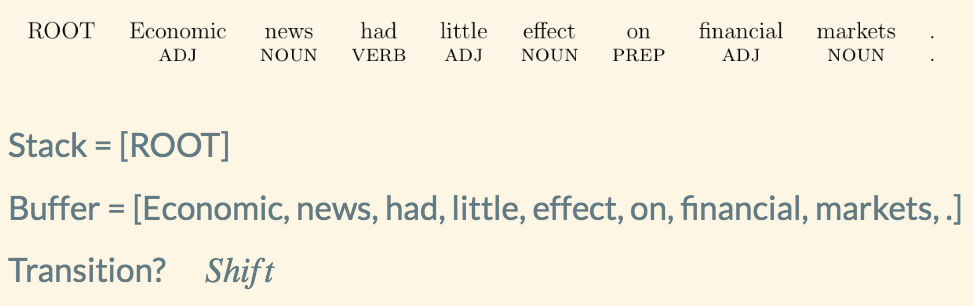 ROOT Economic news had little effect on financial markets .
ADJ NOUN VERB ADJ NOUN PREP ADJ NOUN .
Stack = [ROOT]
Buffer = [Economic, news, had, little, effect, on, financial, markets, .]
Transition? Shift